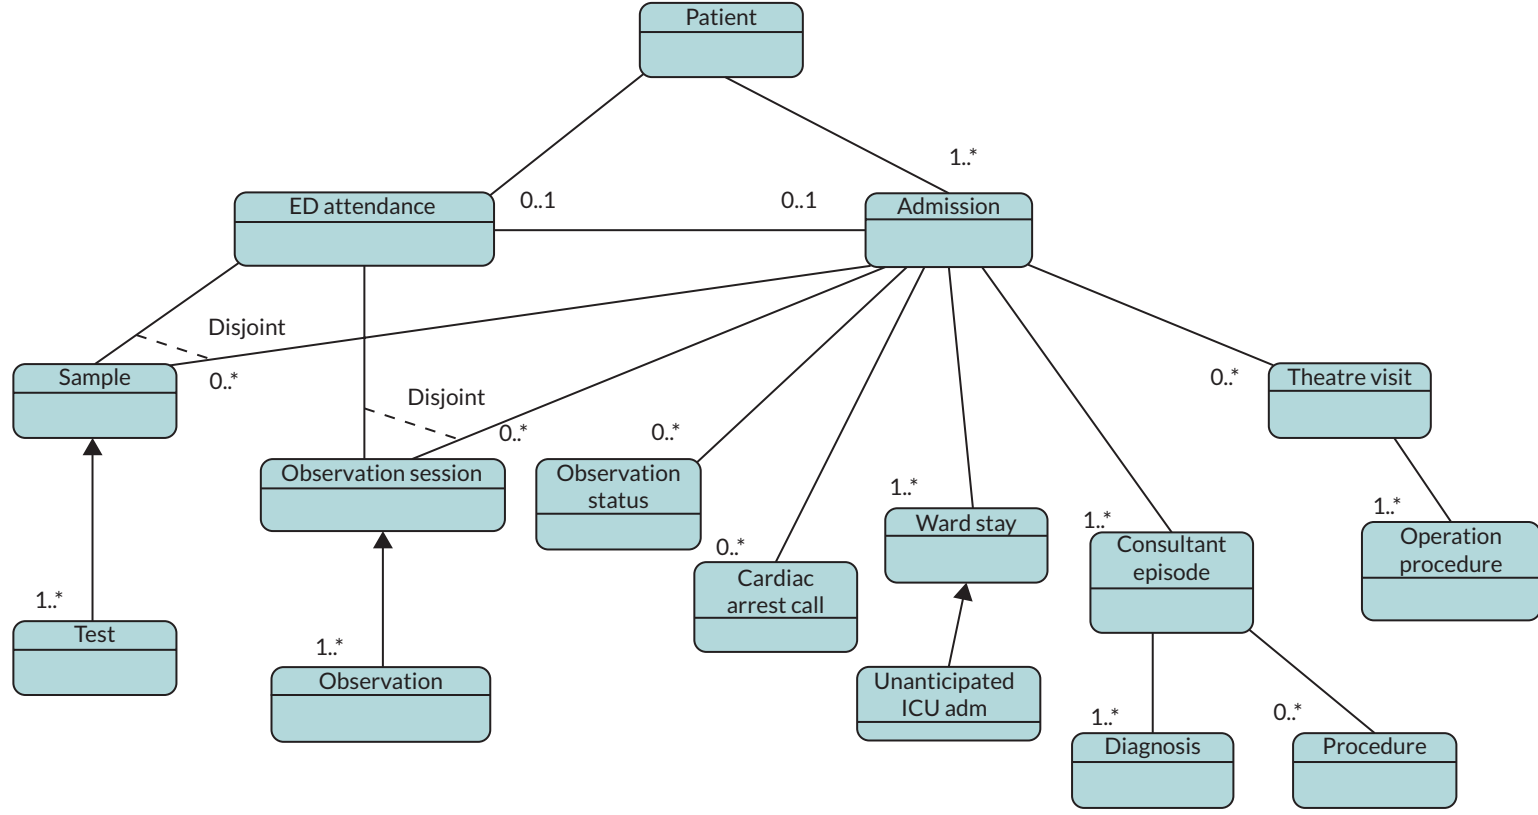 Patient
1..*
ED attendance
0..1
0..1
Admission
Disjoint
Sample
0..*
Disjoint
0..*
Theatre visit
0..*
0..*
Observation session
Observation
status
1..*
Ward stay
1..*
Consultant
episode
1..*
Operation
procedure
0..*
Cardiac
arrest call
1..*
Test
1..*
Observation
Unanticipated
ICU adm
1..*
Diagnosis
0..*
Procedure